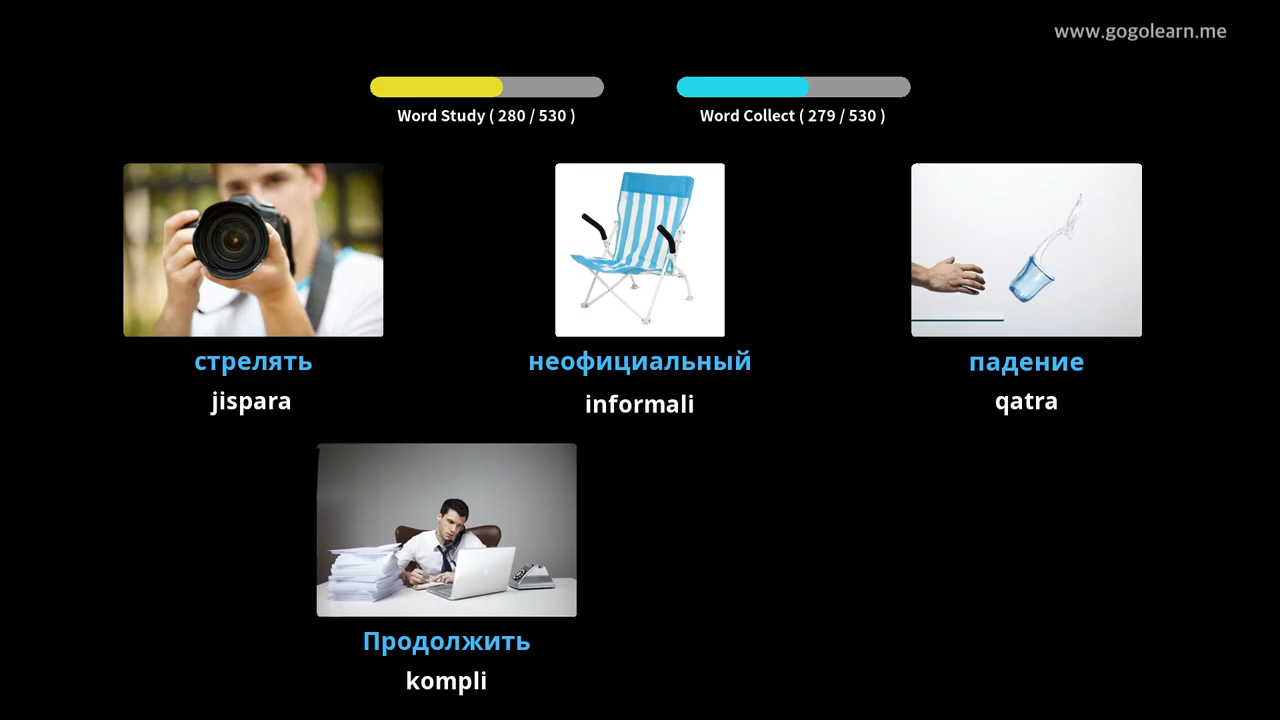 www.gogolearn.me
Word Study ( 280 / 530 )
Word Collect ( 279 / 530 )
стрелять
jispara
неофициальный
informali
падение
qatra
Продолжить
kompli